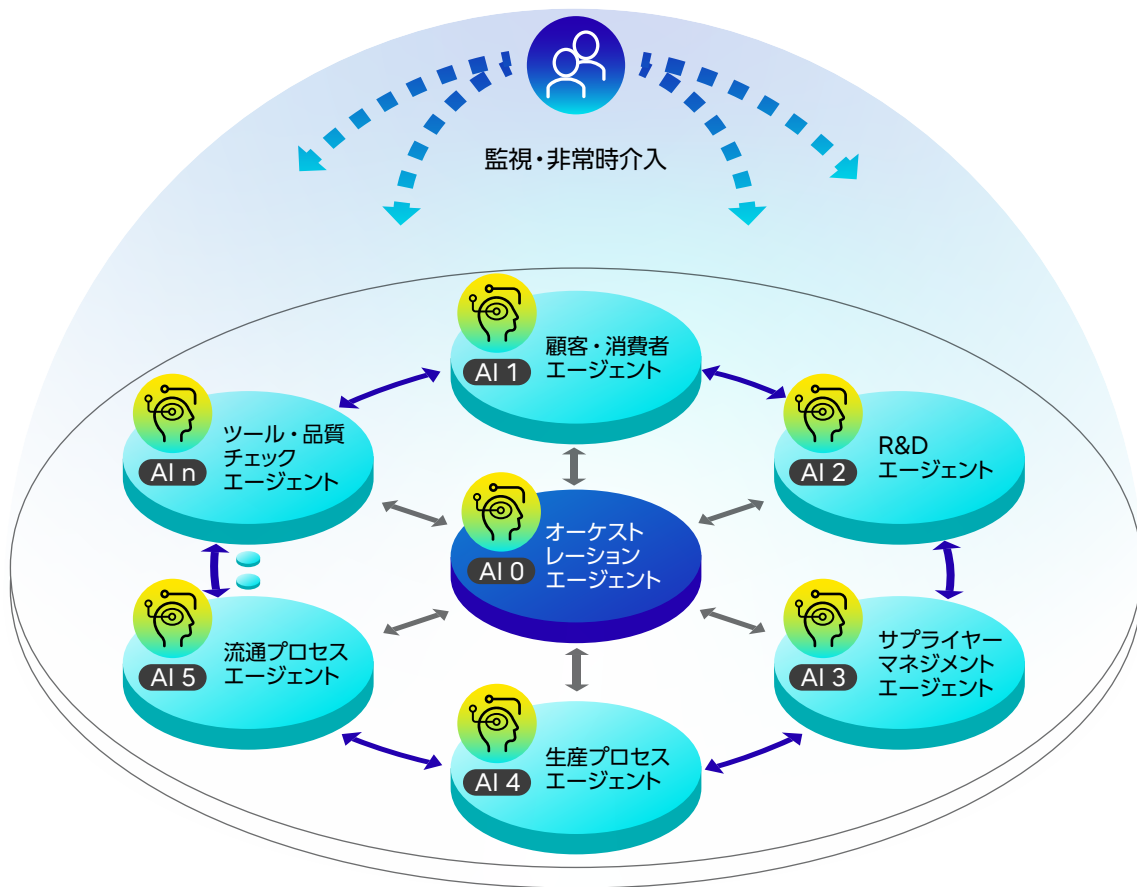 監視・非常時介入
AI 1
顧客・消費者
エージェント
AI n
ツール・品質
チェック
エージェント
AI 2
R&D
エージェント
AI 0
オーケスト
レーション
エージェント
AI 5
流通プロセス
エージェント
AI 3
サプライヤー
マネジメント
エージェント
AI 4
生産プロセス
エージェント